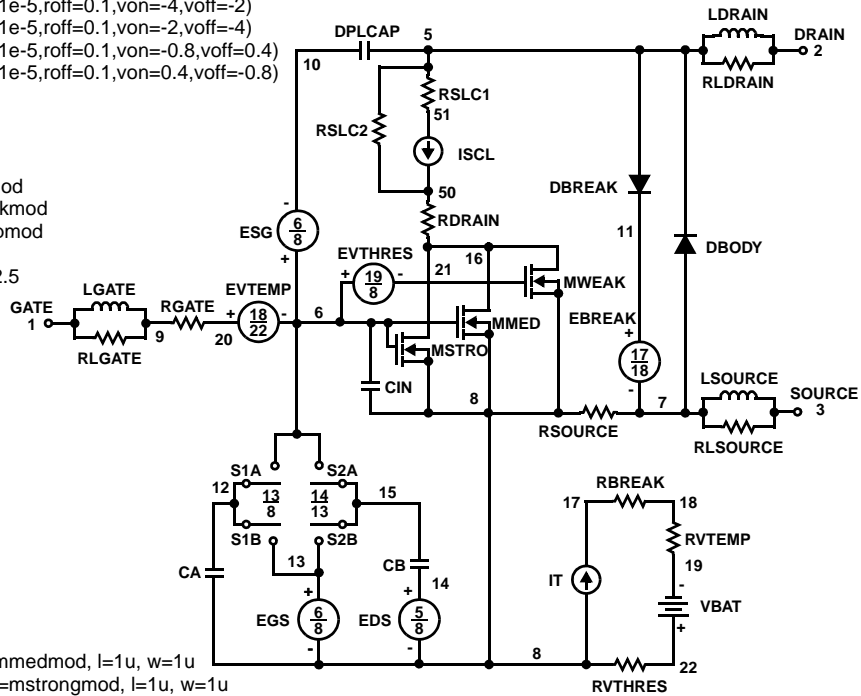 1e-5,roff=0.1,von=-4,voff=-2)
1e-5,roff=0.1,von=-2,voff=-4)
1e-5,roff=0.1,von=-0.8,voff=0.4)
1e-5,roff=0.1,von=0.4,voff=-0.8)
od
kmod
omod
2.5
LDRAIN
DPLCAP
5
DRAIN
2
10
RLDRAIN
RSLC1
51
RSLC2
ISCL
50
DBREAK
RDRAIN
ESG
6
8
-
+
11
DBODY
EVTHRES
+
19
8
-
16
21
MWEAK
LGATE
EVTEMP
GATE
1
RGATE
+
18
22
-
6
MMED
EBREAK
+
17
18
-
9
20
MSTRO
RLGATE
LSOURCE
SOURCE
3
CIN
8
7
RSOURCE
RLSOURCE
S1A
S2A
12
13
8
14
13
15
RBREAK
17
18
S1B
S2B
RVTEMP
13
CB
19
CA
14
IT
-
VBAT
+
+
EGS
6
8
-
+
EDS
5
8
-
8
22
RVTHRES
mmedmod, l=1u, w=1u
=mstrongmod, l=1u, w=1u